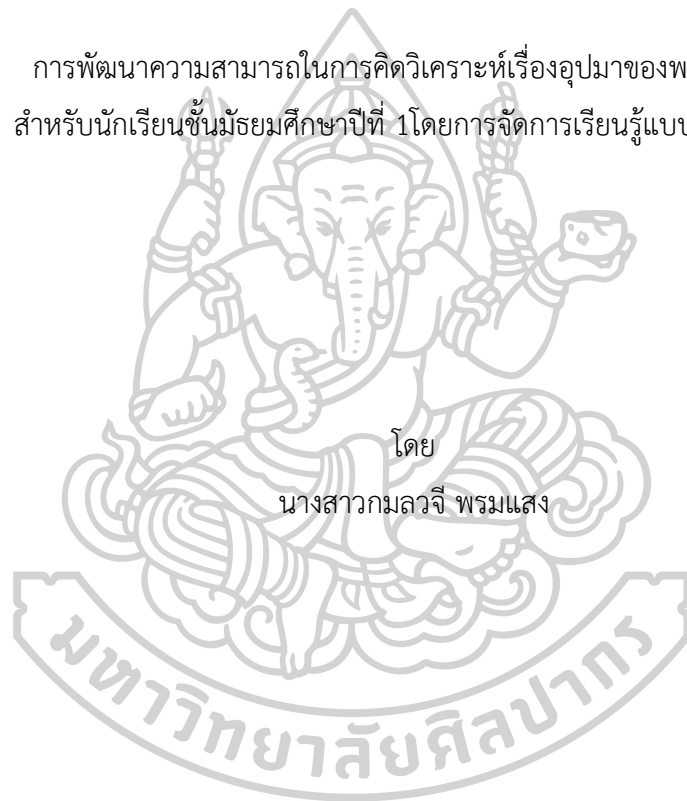 การพัฒนาความสามารถในการคิดวิเคราะห์เรื่องอุปมาของพ
สำหรับนักเรียนชั้นมัธยมศึกษาปีที่ 1โดยการจัดการเรียนรู้แบบ
โดย
นางสาวกมลวจี พรมแสง
มหาวิทยาลัยศิลปากร